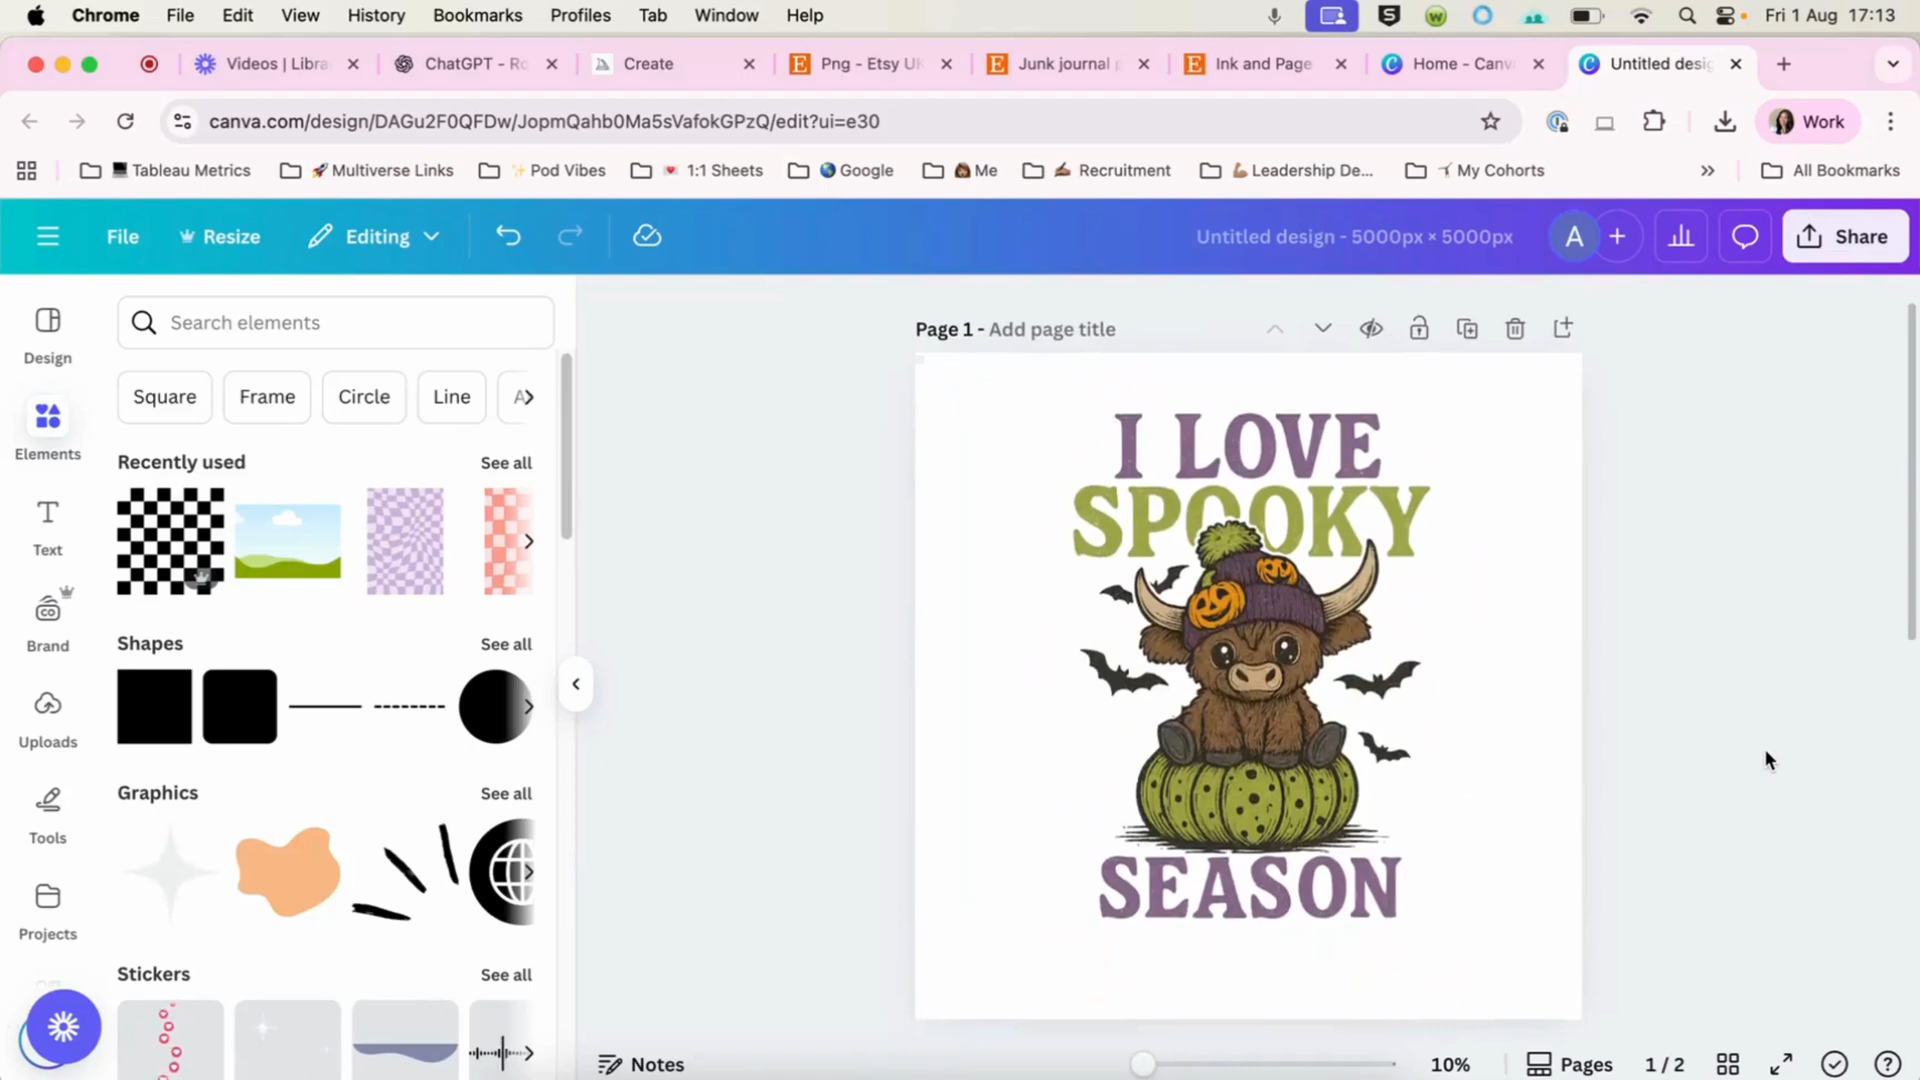 Chrome File Edit View History Bookmarks Profiles Tab Window Help Fri 1 Aug 17:13
Videos | Libra ChatGPT - Ro Create Png - Etsy UK Junk journal Ink and Page Home - Canv Untitled desig
canva.com/design/DAGu2F0QFDw/JopmQahb0Ma5sVafokGPzQ/edit?ui=e30 Work
Tableau Metrics Multiverse Links Pod Vibes 1:1 Sheets Google Me Recruitment Leadership De... My Cohorts » All Bookmarks
File Resize Editing Untitled design - 5000px × 5000px A Share
Search elements
Design
Square Frame Circle Line A
Elements
Recently used See all
Text
Brand
Shapes See all
Uploads
Graphics See all
Tools
Projects
Stickers See all
Page 1 - Add page title
I LOVE
SPOOKY
SEASON
Notes 10% Pages 1 / 2